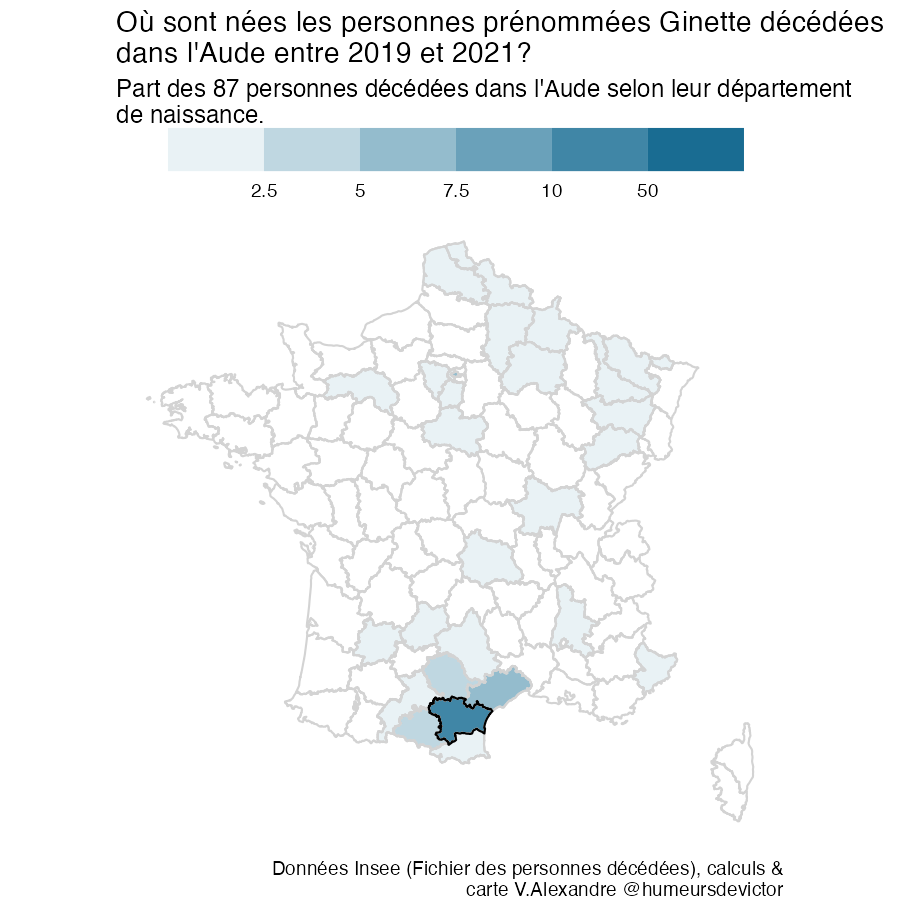 Où sont nées les personnes prénommées Ginette décédées
dans l'Aude entre 2019 et 2021?
Part des 87 personnes décédées dans l'Aude selon leur département
de naissance.
2.5 5 7.5 10 50
Données Insee (Fichier des personnes décédées), calculs &
carte V.Alexandre @humeursdevictor